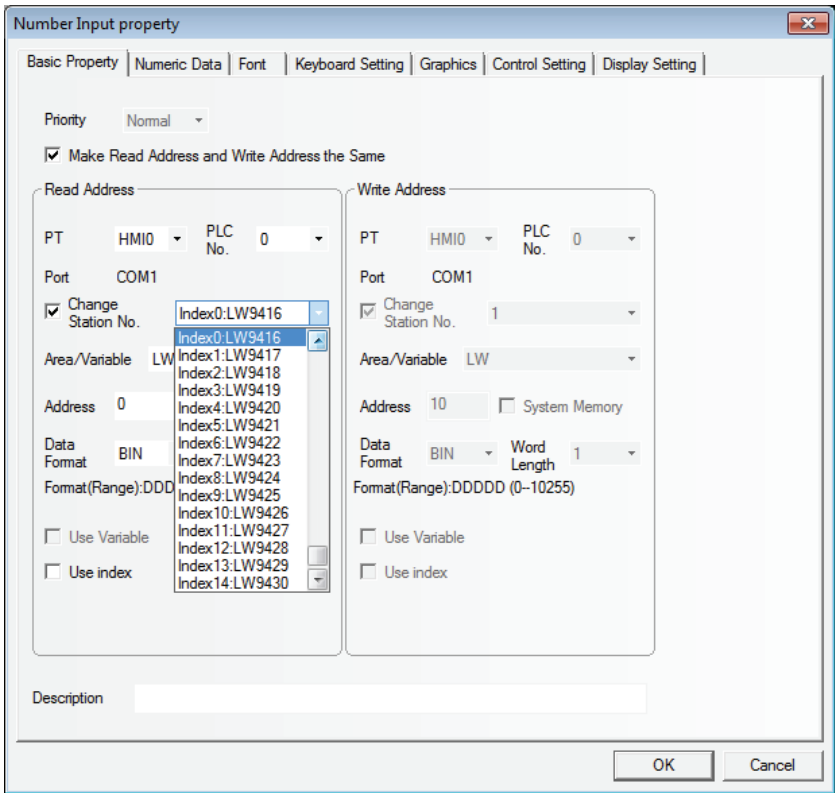 Number Input property
Basic Property Numeric Data Font Keyboard Setting Graphics Control Setting Display Setting
Priority Normal
Make Read Address and Write Address the Same
Read Address
PT HMI0 PLC No. 0
Port COM1
Change Station No. Index0:LW9416
Index0:LW9416
Index1:LW9417
Index2:LW9418
Index3:LW9419
Index4:LW9420
Index5:LW9421
Index6:LW9422
Index7:LW9423
Index8:LW9424
Index9:LW9425
Index10:LW9426
Index11:LW9427
Index12:LW9428
Index13:LW9429
Index14:LW9430
Area/Variable LW
Address 0
Data Format BIN
Format(Range):DDD
Use Variable
Use index
Write Address
PT HMI0 PLC No. 0
Port COM1
Change Station No. 1
Area/Variable LW
Address 10 System Memory
Data Format BIN Word Length 1
Format(Range):DDDDD (0--10255)
Use Variable
Use index
Description
OK Cancel